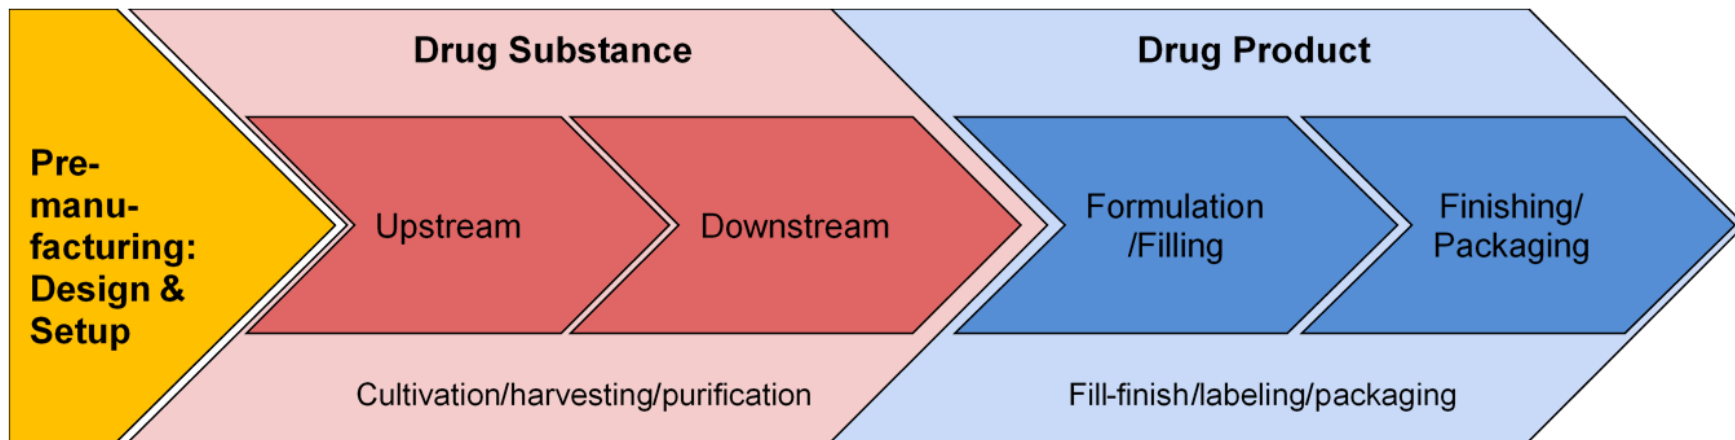 Pre-
manu-
facturing:
Design &
Setup
Drug Substance
Upstream
Downstream
Cultivation/harvesting/purification
Drug Product
Formulation
/Filling
Finishing/
Packaging
Fill-finish/labeling/packaging